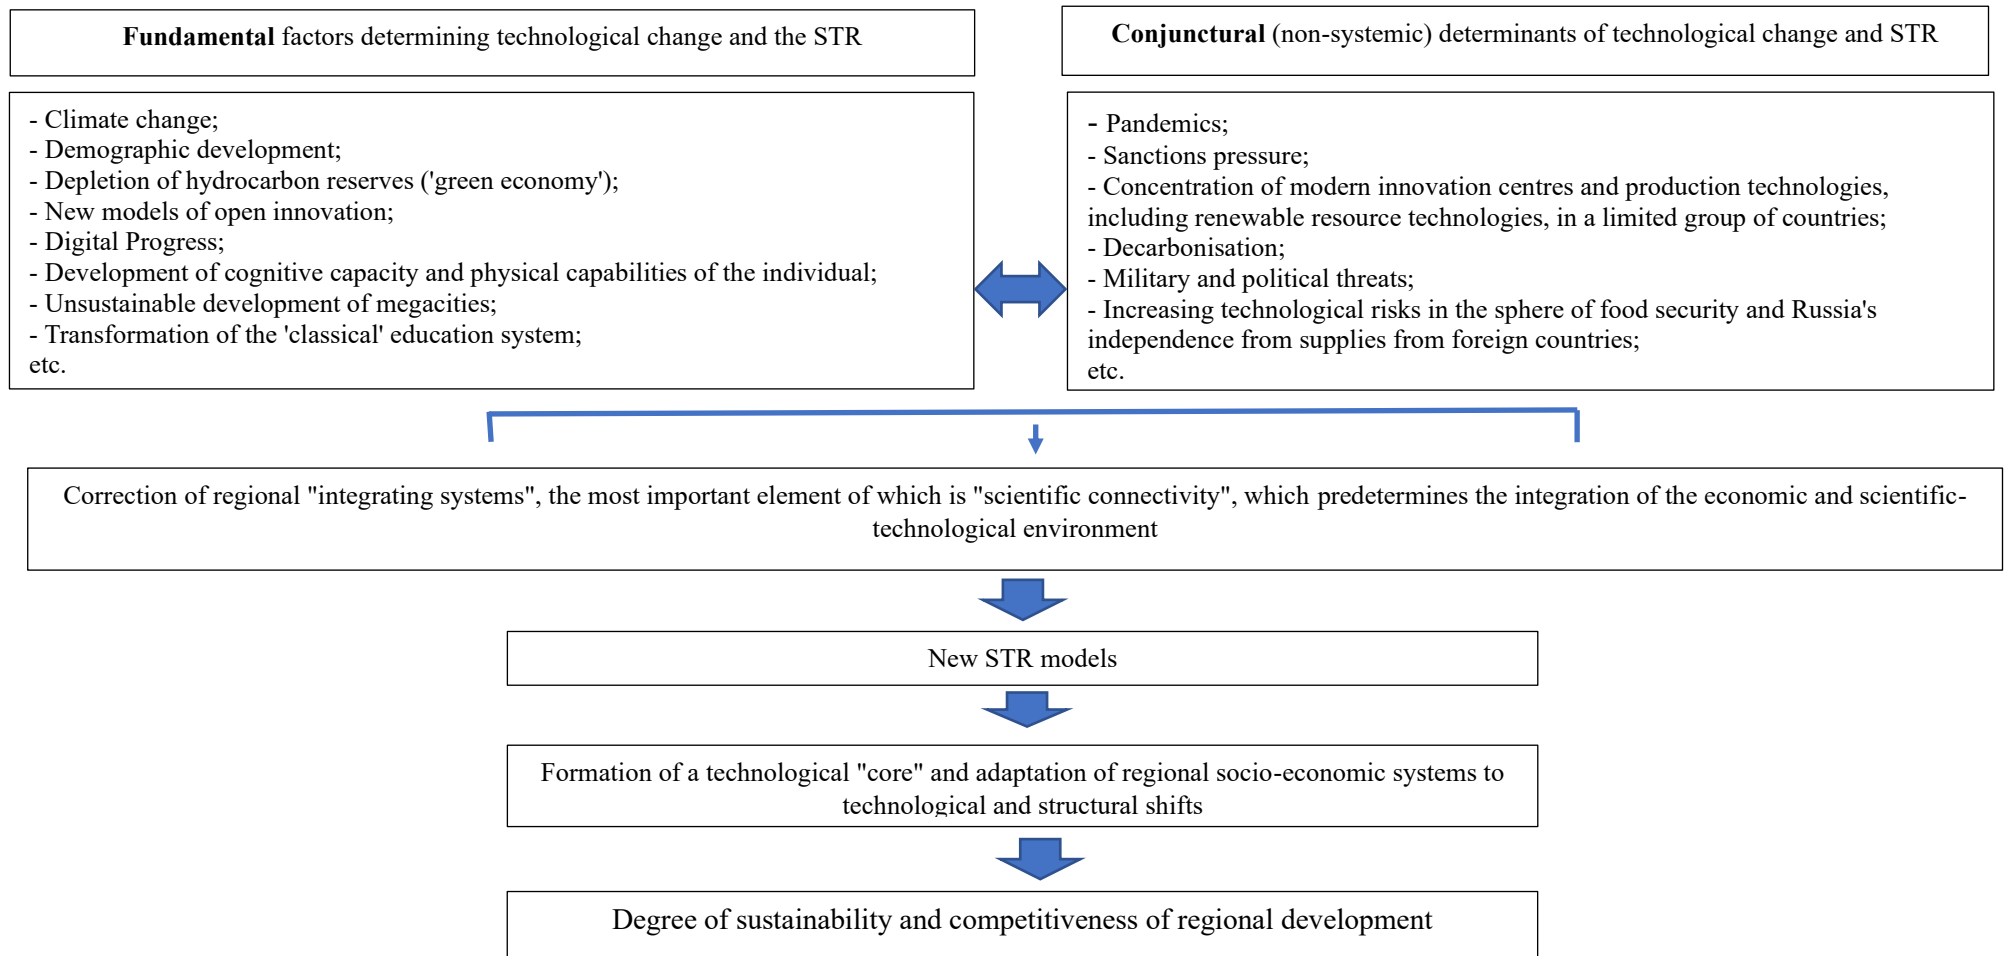 Fundamental factors determining technological change and the STR
Conjunctural (non-systemic) determinants of technological change and STR
- Climate change;
- Demographic development;
- Depletion of hydrocarbon reserves ('green economy');
- New models of open innovation;
- Digital Progress;
- Development of cognitive capacity and physical capabilities of the individual;
- Unsustainable development of megacities;
- Transformation of the 'classical' education system;
etc.
- Pandemics;
- Sanctions pressure;
- Concentration of modern innovation centres and production technologies,
including renewable resource technologies, in a limited group of countries;
- Decarbonisation;
- Military and political threats;
- Increasing technological risks in the sphere of food security and Russia's
independence from supplies from foreign countries;
etc.
Correction of regional "integrating systems", the most important element of which is "scientific connectivity", which predetermines the integration of the economic and scientific-
technological environment
New STR models
Formation of a technological "core" and adaptation of regional socio-economic systems to
technological and structural shifts
Degree of sustainability and competitiveness of regional development